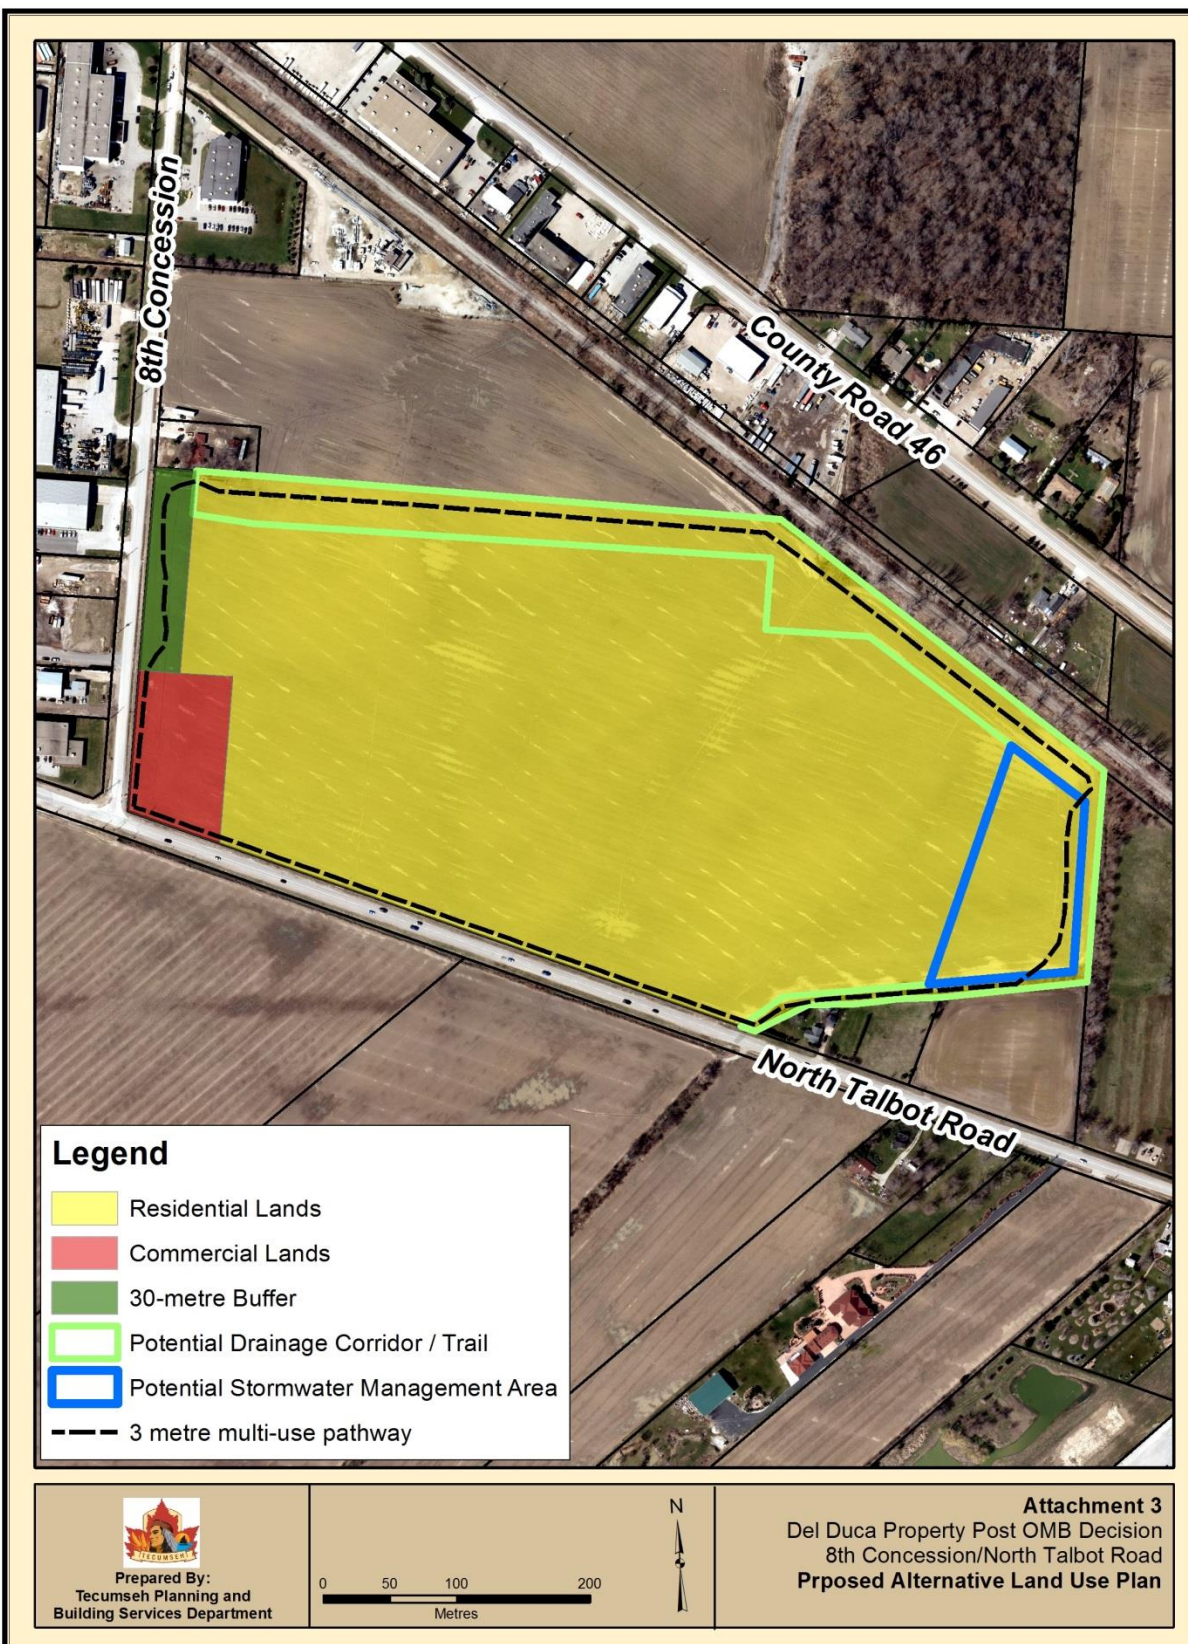 8th Concession
County Road 46
North Talbot Road
Legend
Residential Lands
Commercial Lands
30-metre Buffer
Potential Drainage Corridor / Trail
Potential Stormwater Management Area
3 metre multi-use pathway
TECUMSEH
Prepared By:
Tecumseh Planning and
Building Services Department
0 50 100 200
Metres
N
Attachment 3
Del Duca Property Post OMB Decision
8th Concession/North Talbot Road
Prposed Alternative Land Use Plan